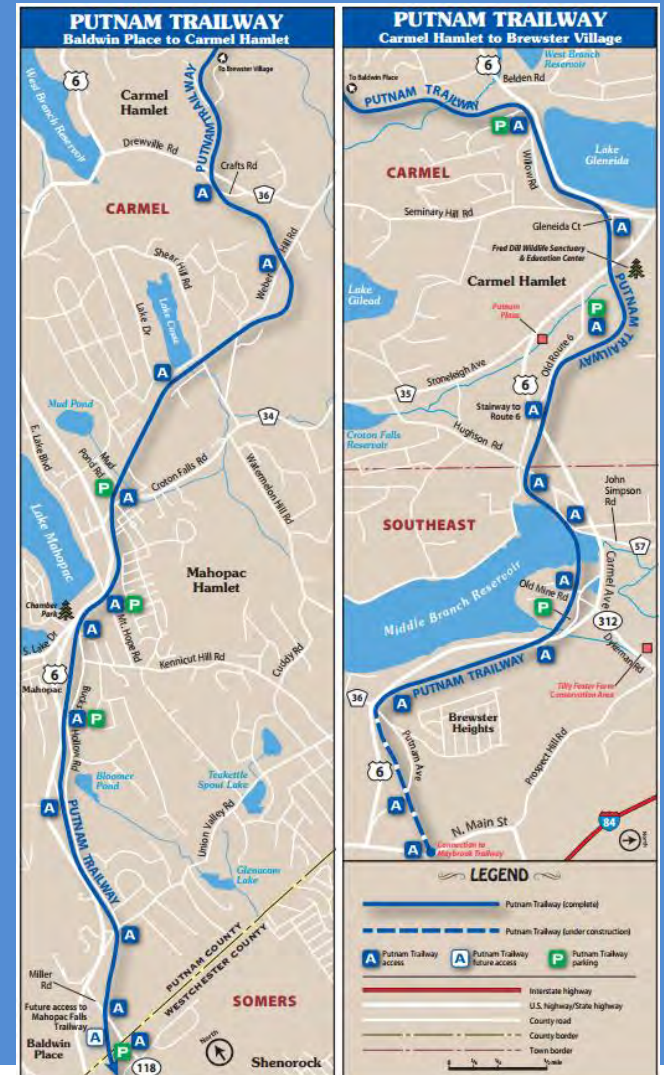 PUTNAM TRAILWAY
Baldwin Place to Carmel Hamlet
To Brewster Village
6
Carmel
Hamlet
West Branch Reservoir
PUTNAM TRAILWAY
Drewville Rd
Crafts Rd
A
36
CARMEL
A
Weber Hill Rd
Shear Hill Rd
Lake Dr
Lake Casse
A
Mud Pond
34
E. Lake Blvd
Mud
Pond Rd
Croton Falls Rd
Watermelon Hill Rd
P
A
Lake Mahopac
Mahopac
Hamlet
Chamber
Park
A P
Mt. Hope Rd
A
S. Lake Dr
Kennicut Hill Rd
Cuddy Rd
6
Mahopac
Bucks
Hollow Rd
A P
Bloomer
Pond
Teakettle
Spout Lake
A
PUTNAM TRAILWAY
Union Valley Rd
Glenacom
Lake
A
PUTNAM COUNTY
WESTCHESTER COUNTY
Miller
Rd
SOMERS
Future access to
Mahopac Falls
Trailway
A
A
A
North
Baldwin
Place
P
118
Shenorock
PUTNAM TRAILWAY
Carmel Hamlet to Brewster Village
West Branch
Reservoir
6
Belden Rd
To Baldwin Place
PUTNAM TRAILWAY
P A
Lake
Gleneida
CARMEL
Willow Rd
Seminary Hill Rd
Gleneida Ct
A
Fred Dill Wildlife Sanctuary
& Education Center
Carmel Hamlet
Lake
Gilead
PUTNAM TRAILWAY
P
Putnam
Plaza
A
Old Route 6
Stoneleigh Ave
6
35
Stairway to
Route 6
A
Croton Falls
Reservoir
Hughson Rd
A
John
Simpson
Rd
SOUTHEAST
A
57
Middle Branch Reservoir
A
Old Mine Rd
Carmel Ave
P
312
Dykeman Rd
A
PUTNAM TRAILWAY
Tilly Foster Farm
Conservation Area
36
A
Brewster
Heights
6
Putnam Ave
Prospect Hill Rd
A
84
N. Main St
A
Connection to
Maybrook Trailway
North
LEGEND
Putnam Trailway (complete)
Putnam Trailway (under construction)
A Putnam Trailway
access
A Putnam Trailway
future access
P Putnam Trailway
parking
Interstate highway
U.S. highway/State highway
County road
County border
Town border
0